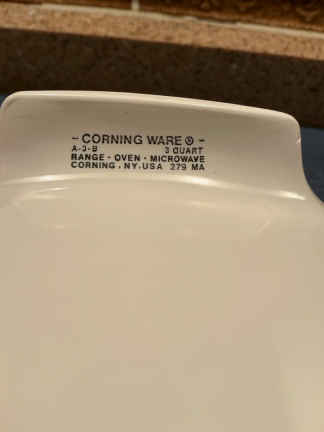 - CORNING WARE ® -
A-3-B 3 QUART
RANGE · OVEN · MICROWAVE
CORNING , NY. USA 279 MA